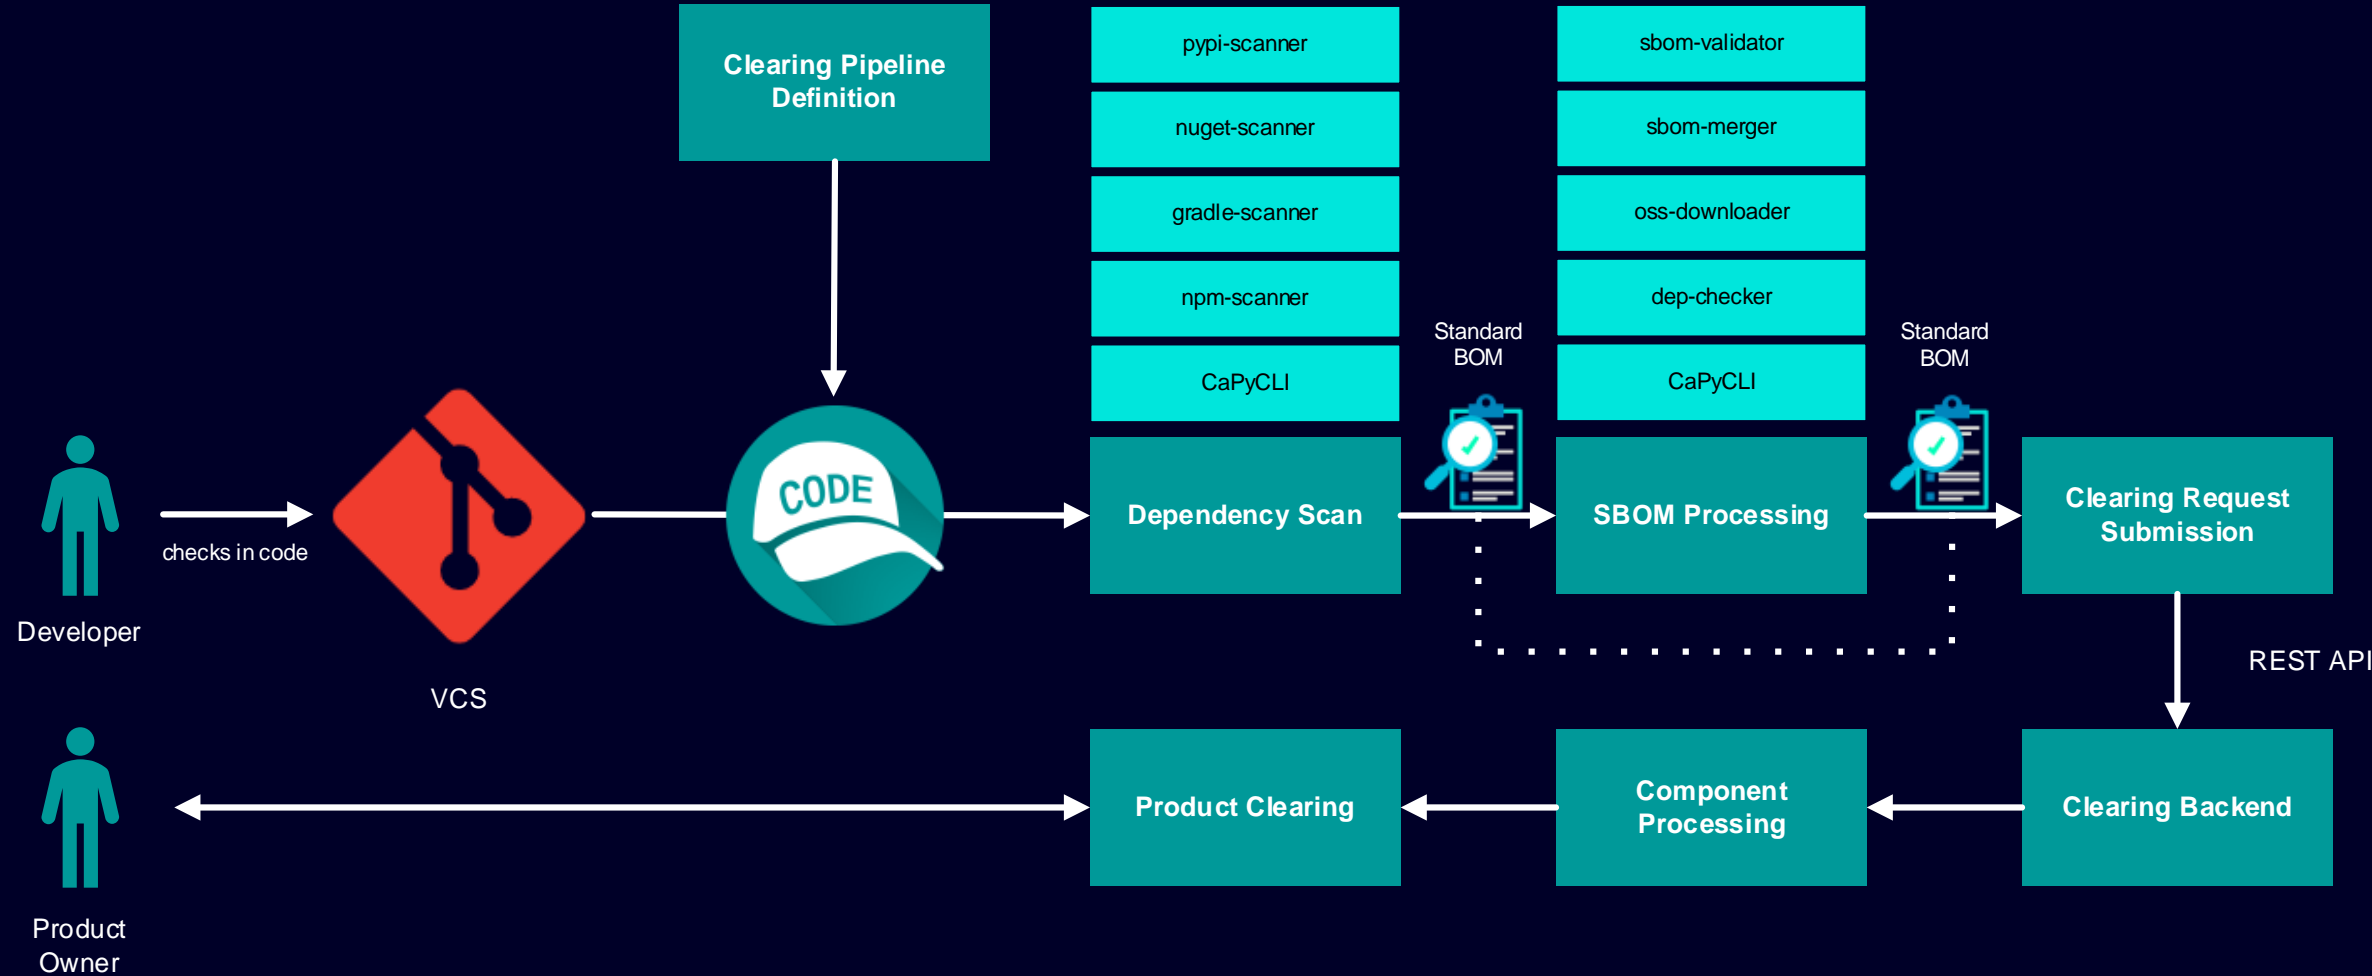 Clearing Pipeline
Definition
pypi-scanner
nuget-scanner
gradle-scanner
npm-scanner
CaPyCLI
sbom-validator
sbom-merger
oss-downloader
dep-checker
CaPyCLI
Standard
BOM
Standard
BOM
checks in code
Developer
VCS
CODE
Dependency Scan
SBOM Processing
Clearing Request
Submission
REST API
Product Clearing
Component
Processing
Clearing Backend
Product
Owner